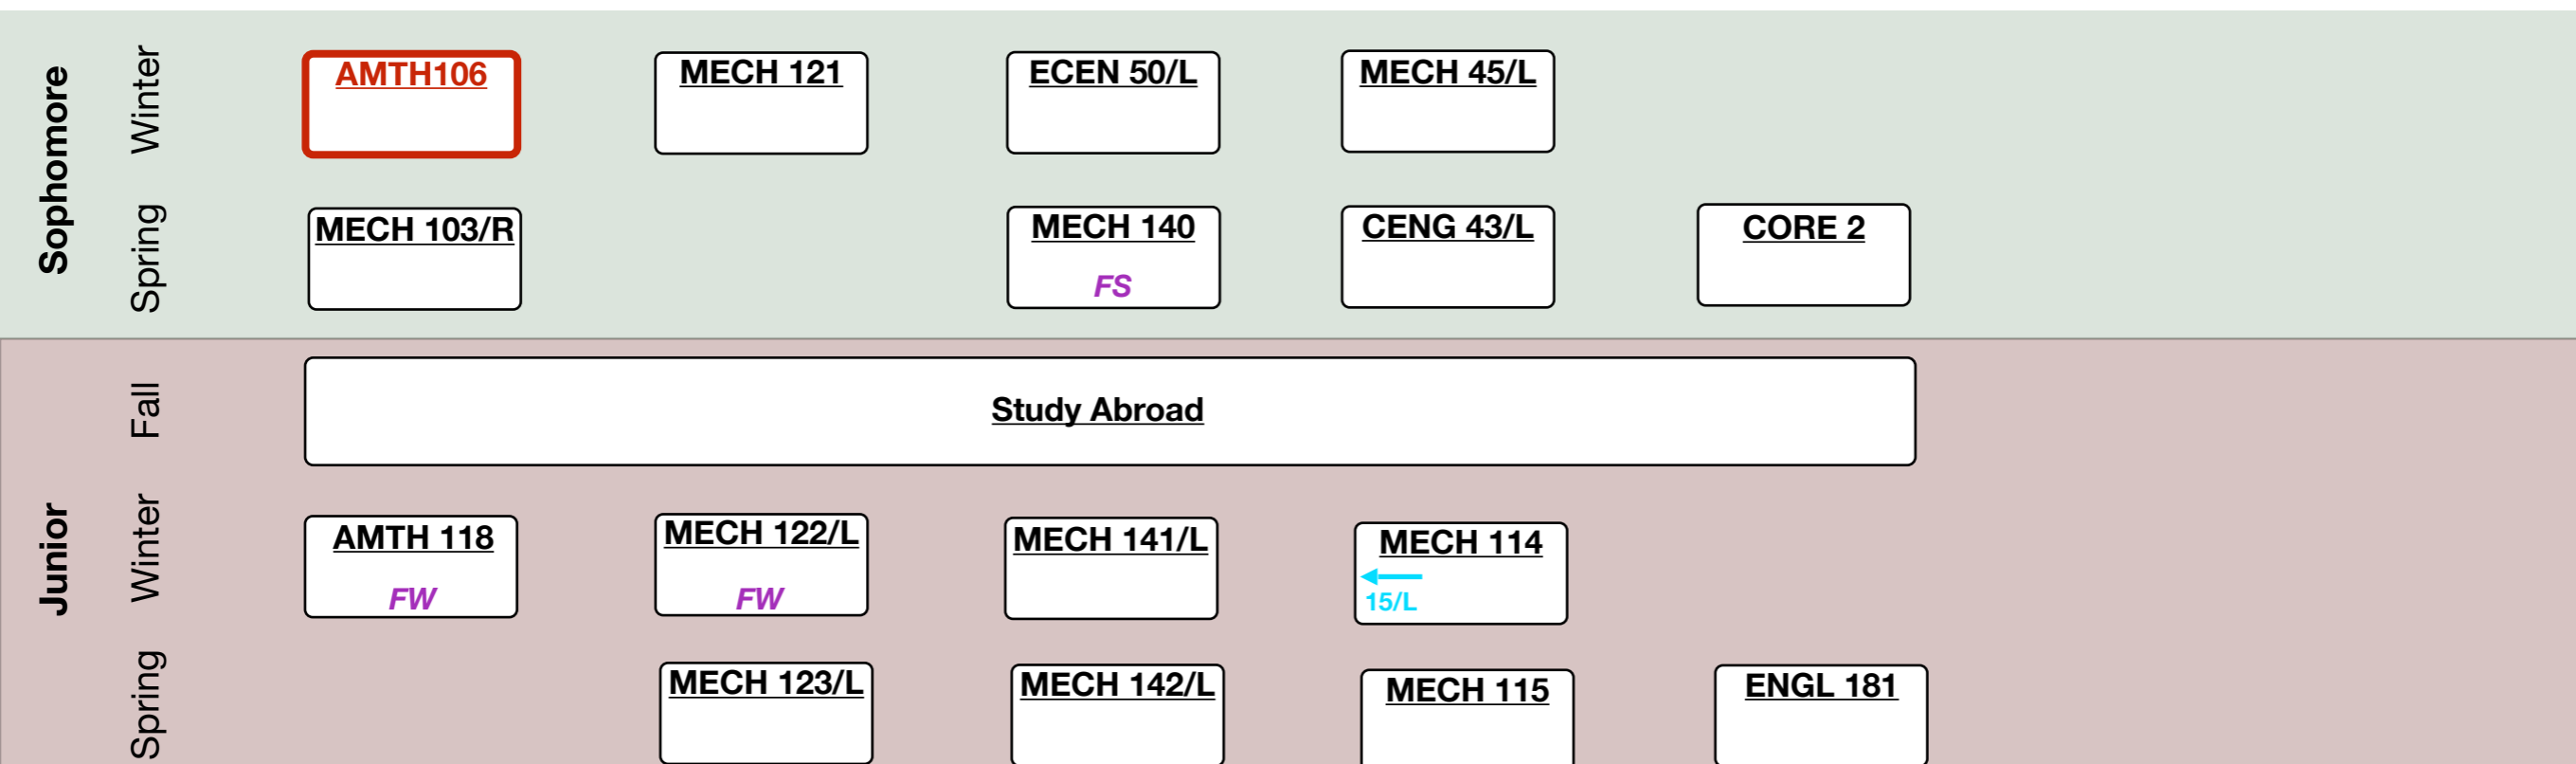 Sophomore
Winter
AMTH106
MECH 121
ECEN 50/L
MECH 45/L
Spring
MECH 103/R
MECH 140
FS
CENG 43/L
CORE 2
Junior
Fall
Study Abroad
Winter
AMTH 118
FW
MECH 122/L
FW
MECH 141/L
MECH 114
15/L
Spring
MECH 123/L
MECH 142/L
MECH 115
ENGL 181